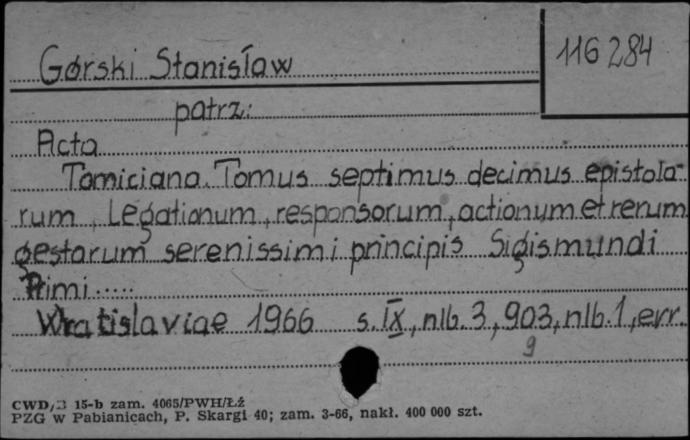 Górski Stanisław
116 284
patrz:
Acta
Tomiciana. Tomus septimus decimus epistola-
rum, Legationum, responsorum, actionum et rerum
gestarum serenissimi principis Sigismundi
Primi.....
Wratislaviae 1966 s. IX, nlb. 3, 903, nlb. 1, err.
9
CWD/3 15-b zam. 4065/PWH/Łź
PZG w Pabianicach, P. Skargi 40; zam. 3-66, nakł. 400 000 szt.